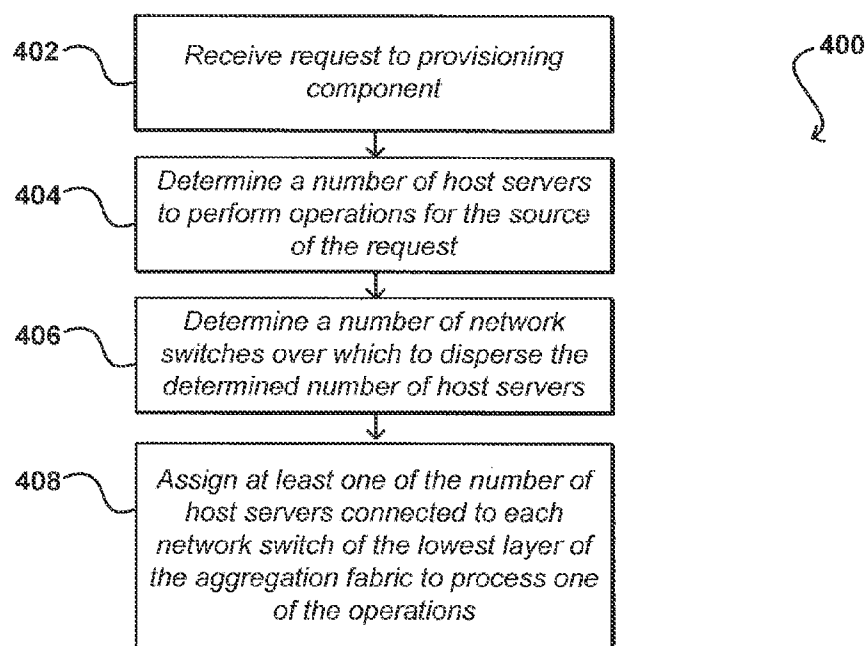 402
Receive request to provisioning
component
400
404
Determine a number of host servers
to perform operations for the source
of the request
406
Determine a number of network
switches over which to disperse the
determined number of host servers
408
Assign at least one of the number of
host servers connected to each
network switch of the lowest layer of
the aggregation fabric to process one
of the operations